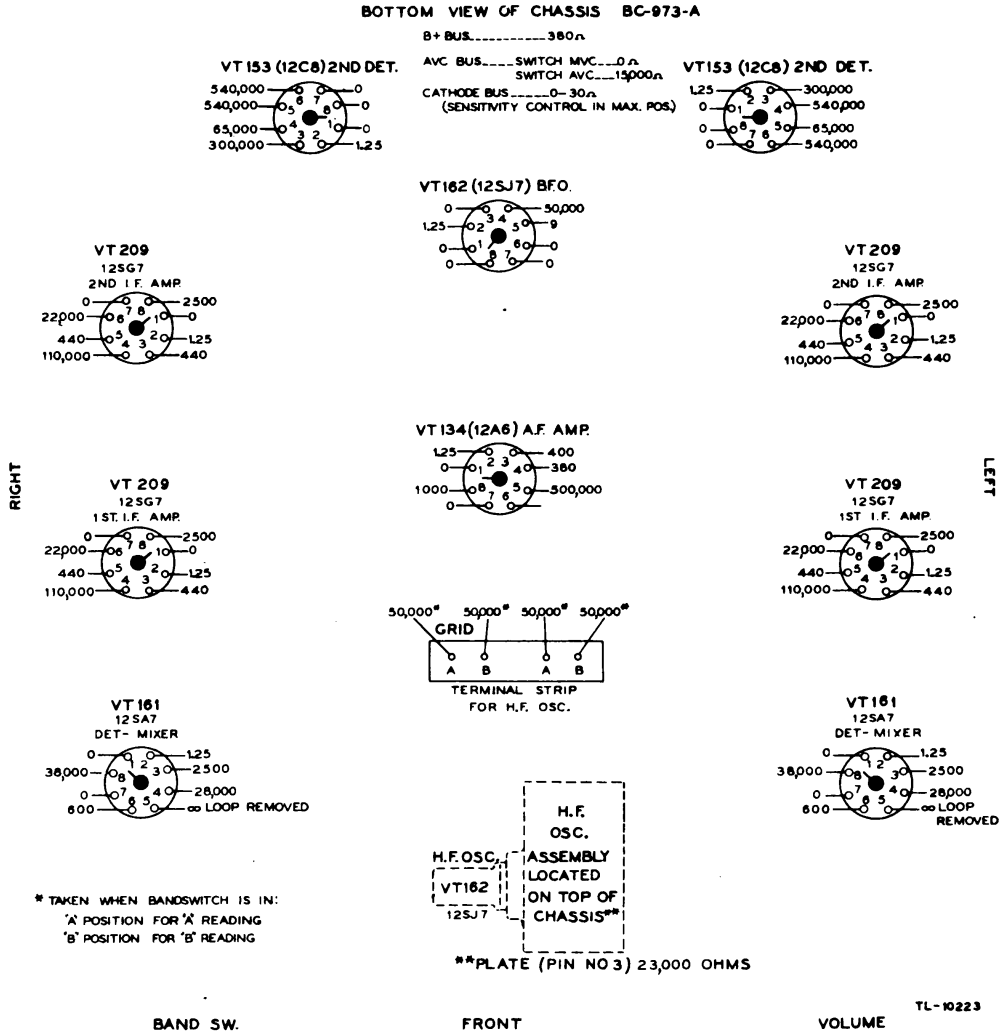 BOTTOM VIEW OF CHASSIS BC-973-A
B+ BUS 380Ω
AVC BUS SWITCH MVC 0Ω
SWITCH AVC 15,000Ω
CATHODE BUS 0-30Ω
(SENSITIVITY CONTROL IN MAX. POS.)
VT 153 (12C8) 2ND DET.
540,000 6 7 0
540,000 5 8 0
65,000 4 1 0
300,000 3 2 1.25
VT 153 (12C8) 2ND DET.
1.25 2 3 300,000
0 1 4 540,000
0 8 5 65,000
0 7 6 540,000
VT 162 (12SJ7) B.F.O.
0 3 4 50,000
1.25 2 5 9
0 1 6 0
0 8 7 0
VT 209
12SG7
2ND I.F. AMP.
0 7 8 2500
22,000 6 1 0
440 5 2 1.25
110,000 4 3 440
VT 209
12SG7
2ND I.F. AMP.
0 7 8 2500
22,000 6 1 0
440 5 2 1.25
110,000 4 3 440
RIGHT
LEFT
VT 134 (12A6) A.F. AMP.
1.25 2 3 400
0 1 4 380
1000 8 5 500,000
0 7 6
VT 209
12SG7
1ST. I.F. AMP.
0 7 8 2500
22,000 6 1 0
440 5 2 1.25
110,000 4 3 440
VT 209
12SG7
1ST I.F. AMP.
0 7 8 2500
22,000 6 1 0
440 5 2 1.25
110,000 4 3 440
50,000* 50,000* 50,000* 50,000*
GRID
A B A B
TERMINAL STRIP
FOR H.F. OSC.
VT 161
12SA7
DET- MIXER
0 1 2 1.25
38,000 8 3 2500
0 7 4 28,000
600 6 5 ∞ LOOP REMOVED
VT 161
12SA7
DET- MIXER
0 1 2 1.25
38,000 8 3 2500
0 7 4 28,000
600 6 5 ∞ LOOP
REMOVED
H.F. OSC.
VT162
12SJ7
H.F.
OSC.
ASSEMBLY
LOCATED
ON TOP OF
CHASSIS**
* TAKEN WHEN BANDSWITCH IS IN:
"A" POSITION FOR "A" READING
"B" POSITION FOR "B" READING
**PLATE (PIN NO 3) 23,000 OHMS
TL-10223
BAND SW. FRONT VOLUME